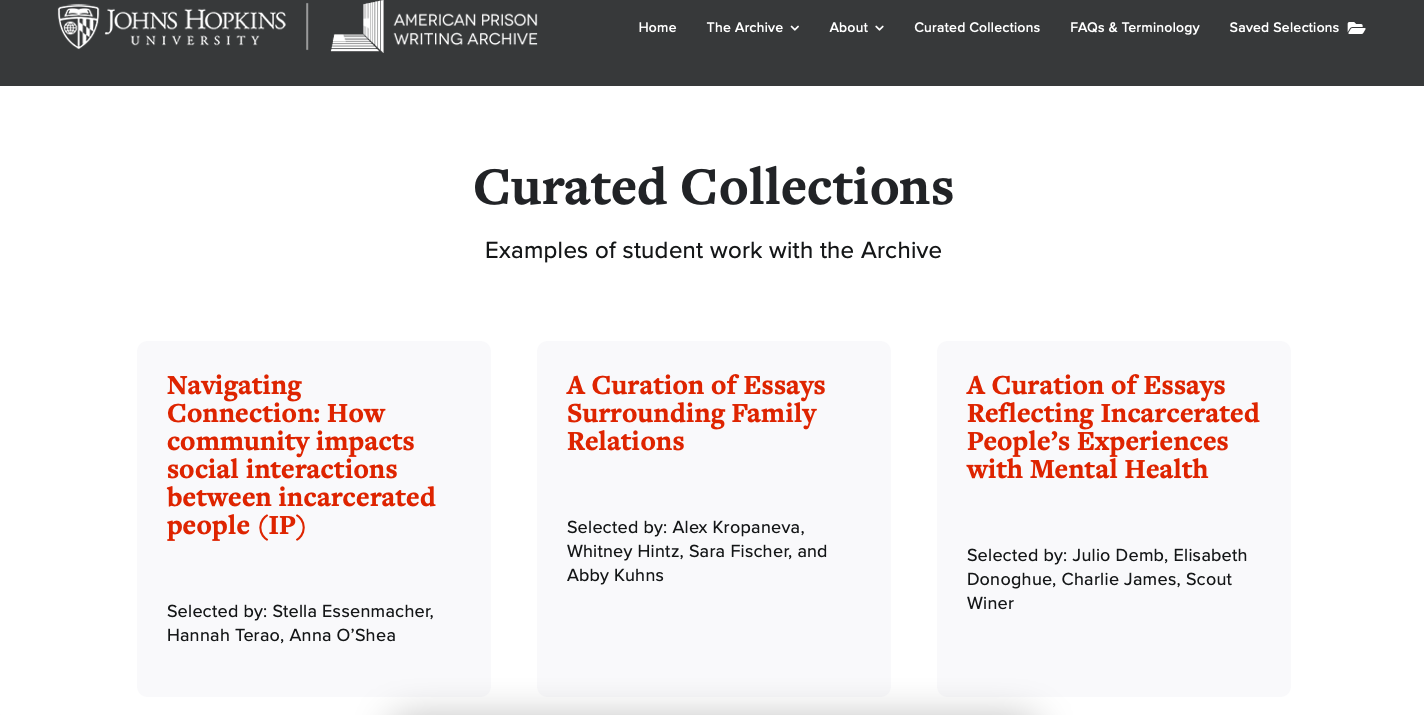 JOHNS HOPKINS
UNIVERSITY
AMERICAN PRISON
WRITING ARCHIVE
Home The Archive About Curated Collections FAQs & Terminology Saved Selections
Curated Collections
Examples of student work with the Archive
Navigating
Connection: How
community impacts
social interactions
between incarcerated
people (IP)
Selected by: Stella Essenmacher,
Hannah Terao, Anna O’Shea
A Curation of Essays
Surrounding Family
Relations
Selected by: Alex Kropaneva,
Whitney Hintz, Sara Fischer, and
Abby Kuhns
A Curation of Essays
Reflecting Incarcerated
People’s Experiences
with Mental Health
Selected by: Julio Demb, Elisabeth
Donoghue, Charlie James, Scout
Winer